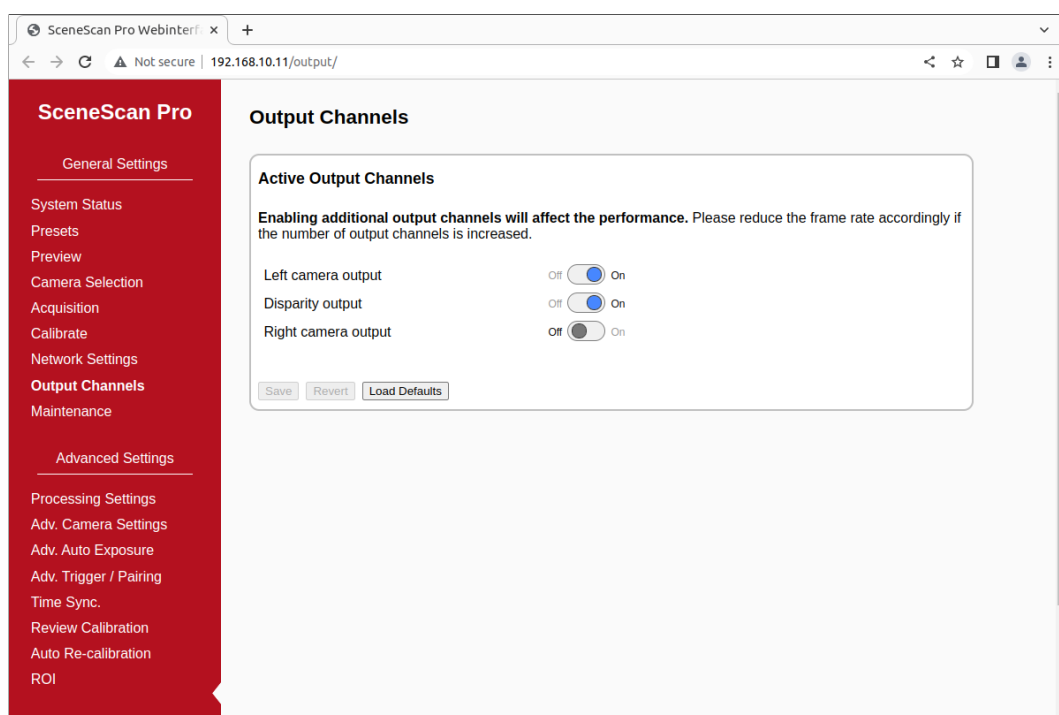 SceneScan Pro Webinterf
Not secure | 192.168.10.11/output/
SceneScan Pro
General Settings
System Status
Presets
Preview
Camera Selection
Acquisition
Calibrate
Network Settings
Output Channels
Maintenance
Advanced Settings
Processing Settings
Adv. Camera Settings
Adv. Auto Exposure
Adv. Trigger / Pairing
Time Sync.
Review Calibration
Auto Re-calibration
ROI
Output Channels
Active Output Channels
Enabling additional output channels will affect the performance. Please reduce the frame rate accordingly if
the number of output channels is increased.
Left camera output Off On
Disparity output Off On
Right camera output Off On
Save Revert Load Defaults